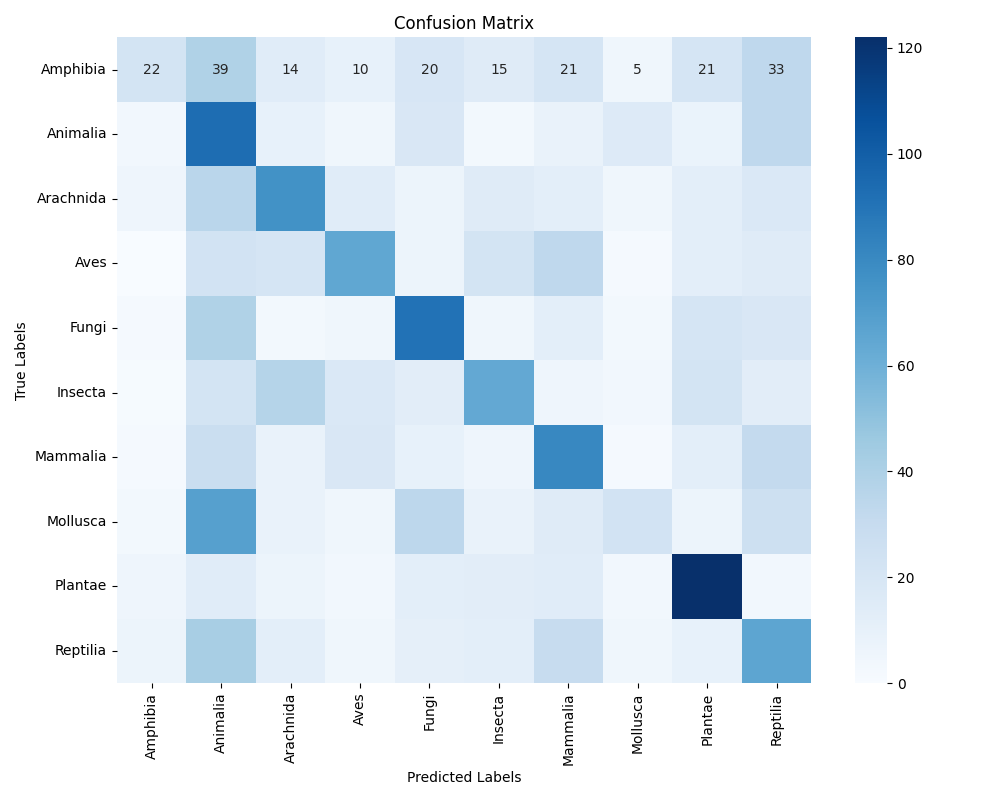 Confusion Matrix
Amphibia 22 39 14 10 20 15 21 5 21 33
Animalia
Arachnida
Aves
Fungi
Insecta
Mammalia
Mollusca
Plantae
Reptilia
True Labels
Amphibia Animalia Arachnida Aves Fungi Insecta Mammalia Mollusca Plantae Reptilia
Predicted Labels
120
100
80
60
40
20
0